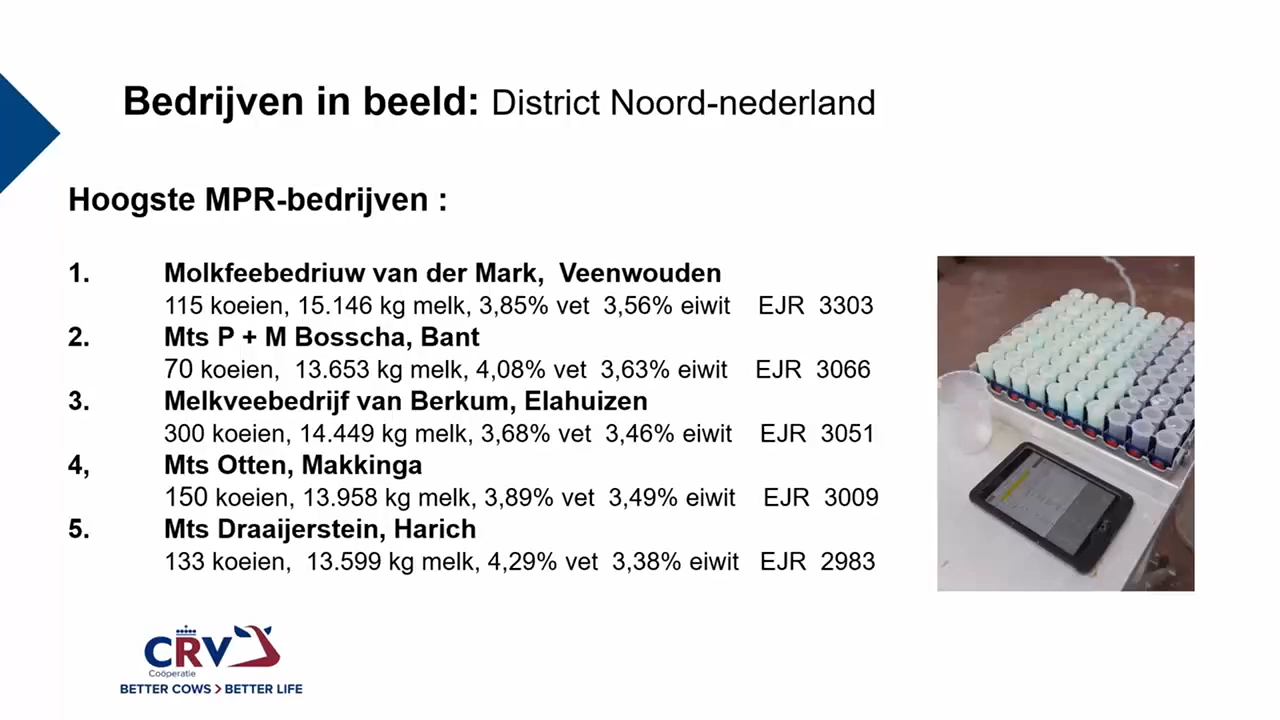 Bedrijven in beeld: District Noord-nederland
Hoogste MPR-bedrijven :
1. Molkfeebedriuw van der Mark, Veenwouden
115 koeien, 15.146 kg melk, 3,85% vet 3,56% eiwit EJR 3303
2. Mts P + M Bosscha, Bant
70 koeien, 13.653 kg melk, 4,08% vet 3,63% eiwit EJR 3066
3. Melkveebedrijf van Berkum, Elahuizen
300 koeien, 14.449 kg melk, 3,68% vet 3,46% eiwit EJR 3051
4, Mts Otten, Makkinga
150 koeien, 13.958 kg melk, 3,89% vet 3,49% eiwit EJR 3009
5. Mts Draaijerstein, Harich
133 koeien, 13.599 kg melk, 4,29% vet 3,38% eiwit EJR 2983
CRV
Coöperatie
BETTER COWS > BETTER LIFE